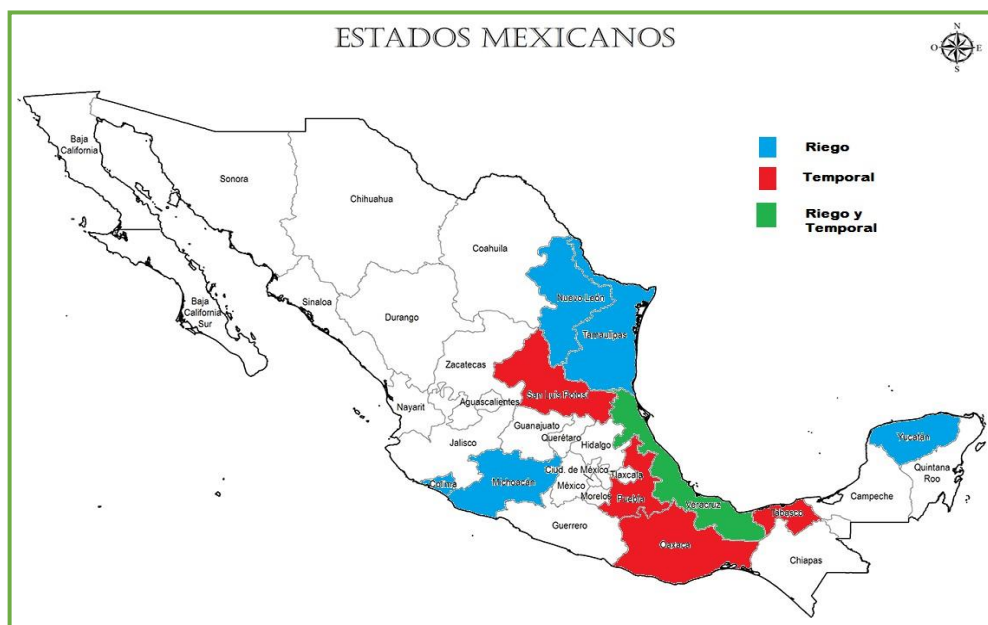 ESTADOS MEXICANOS
N
O
E
S
Riego
Temporal
Riego y
Temporal
Baja
California
Sonora
Chihuahua
Coahuila
Baja
California
Sur
Sinaloa
Durango
Nuevo León
Tamaulipas
Zacatecas
San Luis Potosí
Nayarit
Aguascalientes
Guanajuato
Jalisco
Querétaro
Hidalgo
Colima
Michoacán
Ciud. de México
México
Tlaxcala
Morelos
Puebla
Veracruz
Guerrero
Oaxaca
Tabasco
Chiapas
Campeche
Yucatán
Quintana
Roo